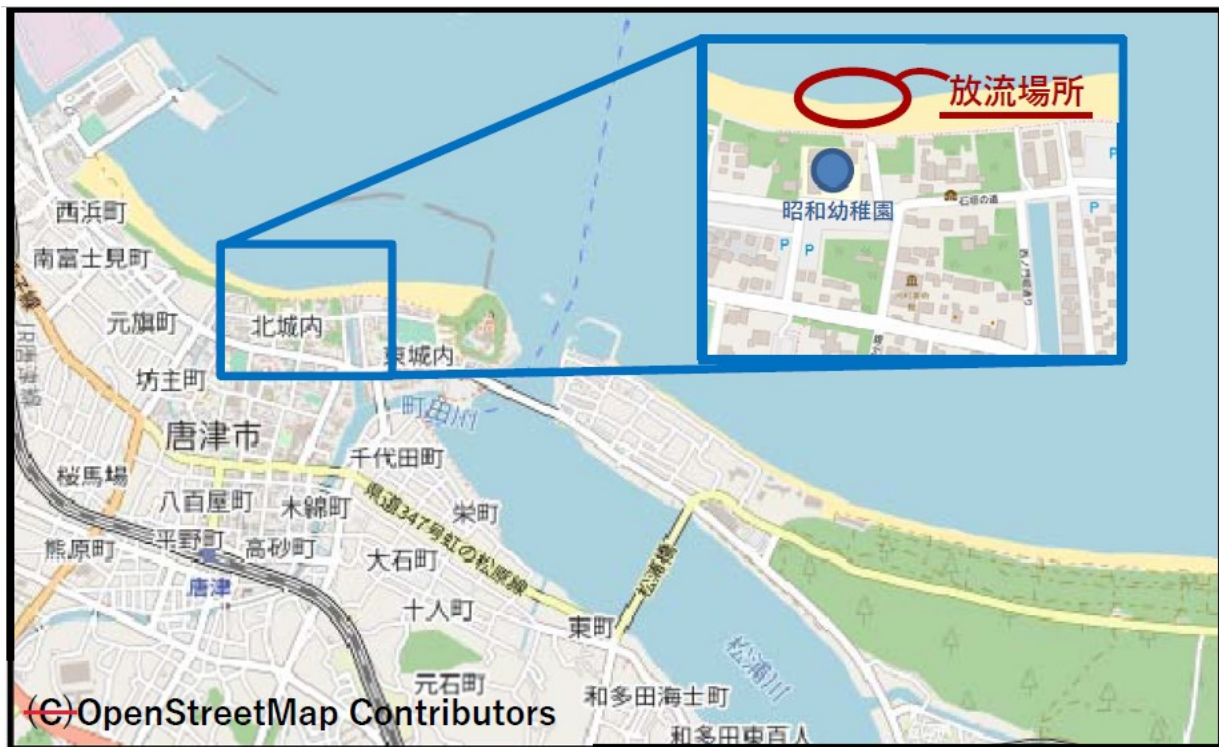 放流場所
昭和幼稚園
石垣の道
P
P
P
P
西浜町
南富士見町
元旗町
北城内
東城内
坊主町
町田川
唐津市
千代田町
桜馬場
八百屋町
木綿町
栄町
県道347号虹の松原線
松浦橋
熊原町
平野町
高砂町
大石町
唐津
十人町
東町
松浦川
元石町
和多田海士町
和多田東百人
(C)OpenStreetMap Contributors